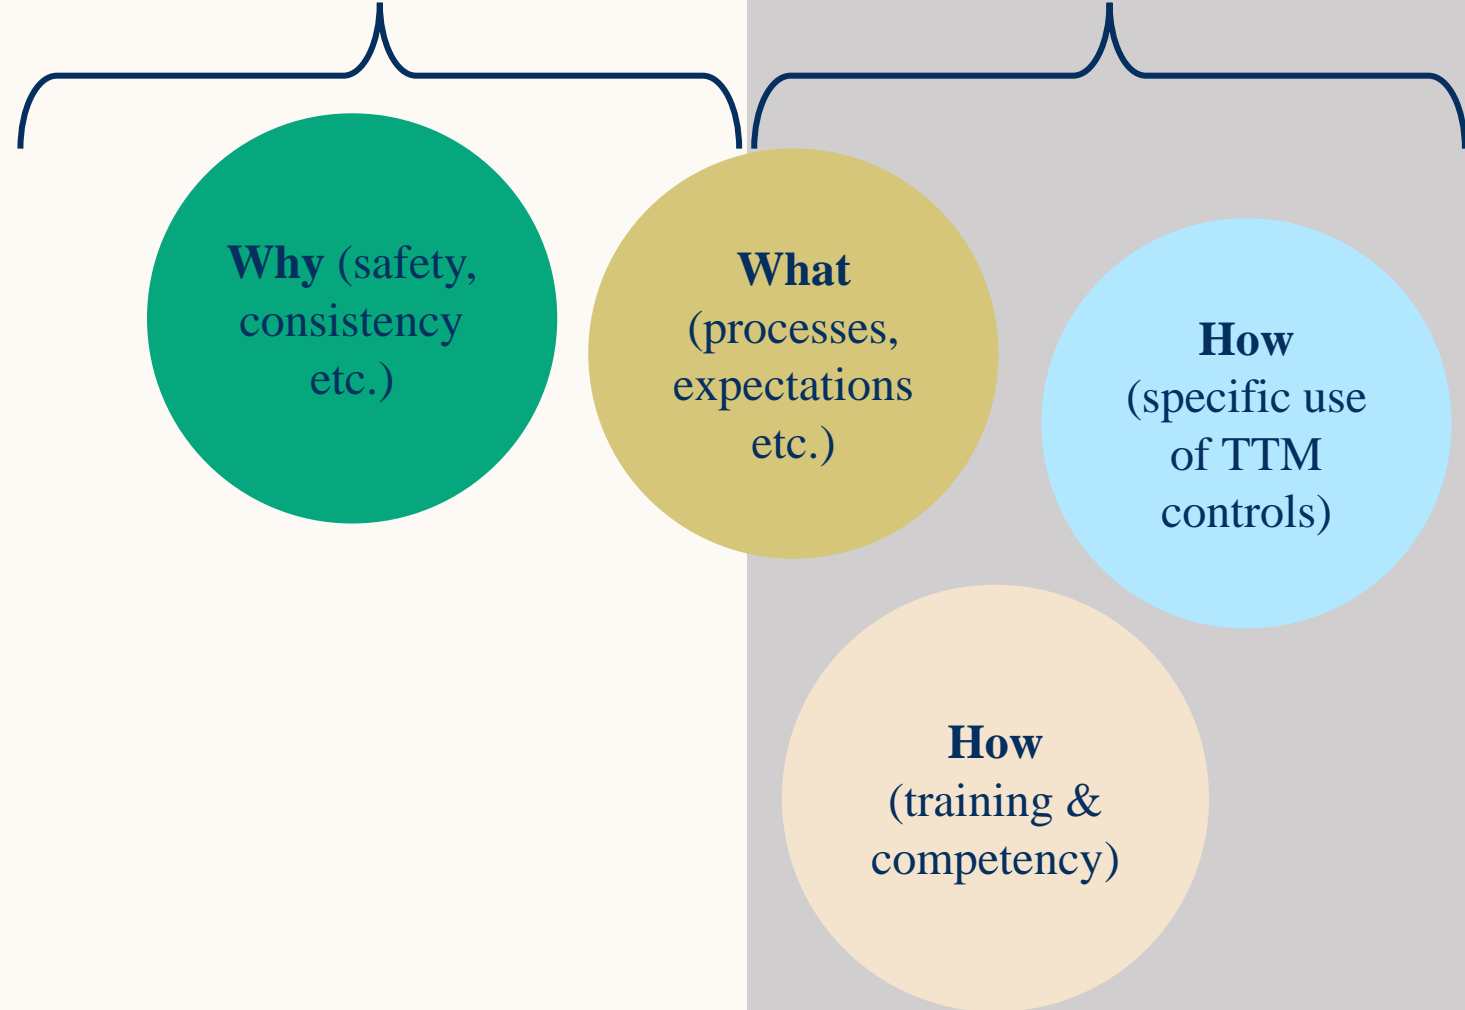 Why (safety,
consistency
etc.)
What
(processes,
expectations
etc.)
How
(specific use
of TTM
controls)
How
(training &
competency)